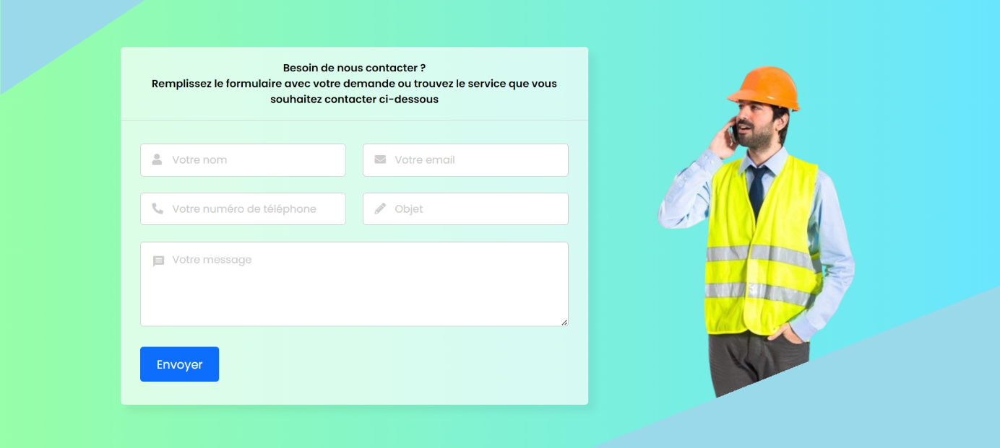 Besoin de nous contacter ?
Remplissez le formulaire avec votre demande ou trouvez le service que vous
souhaitez contacter ci-dessous
Votre nom
Votre email
Votre numéro de téléphone
Objet
Votre message
Envoyer